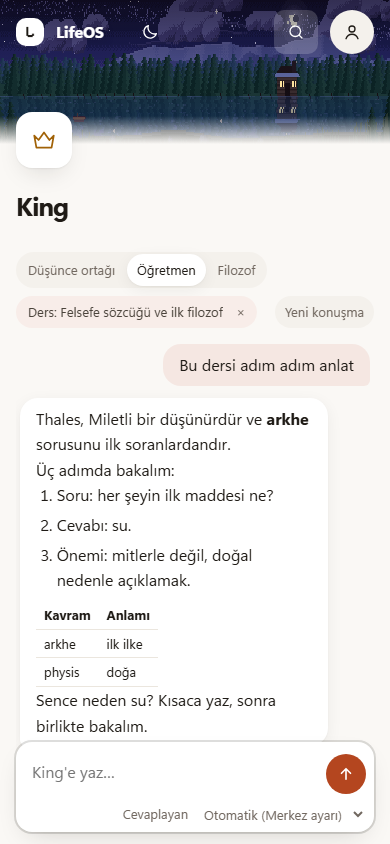 LifeOS
King
Düşünce ortağı Öğretmen Filozof
Ders: Felsefe sözcüğü ve ilk filozof × Yeni konuşma
Bu dersi adım adım anlat
Thales, Miletli bir düşünürdür ve arkhe
sorusunu ilk soranlardandır.
Üç adımda bakalım:
1. Soru: her şeyin ilk maddesi ne?
2. Cevabı: su.
3. Önemi: mitlerle değil, doğal
nedenle açıklamak.
Kavram Anlamı
arkhe ilk ilke
physis doğa
Sence neden su? Kısaca yaz, sonra
birlikte bakalım.
King'e yaz...
Cevaplayan Otomatik (Merkez ayarı)